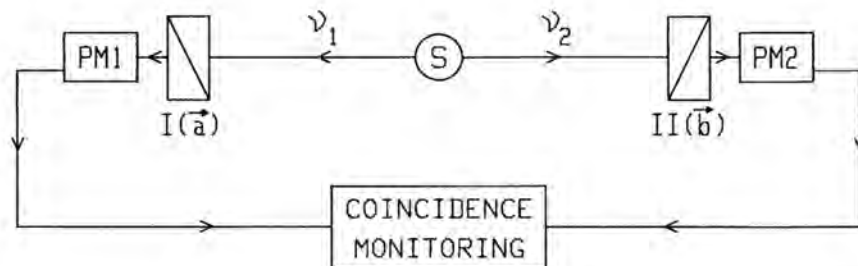 ν₁
ν₂
PM1
S
PM2
I(a⃗)
II(b⃗)
COINCIDENCE
MONITORING